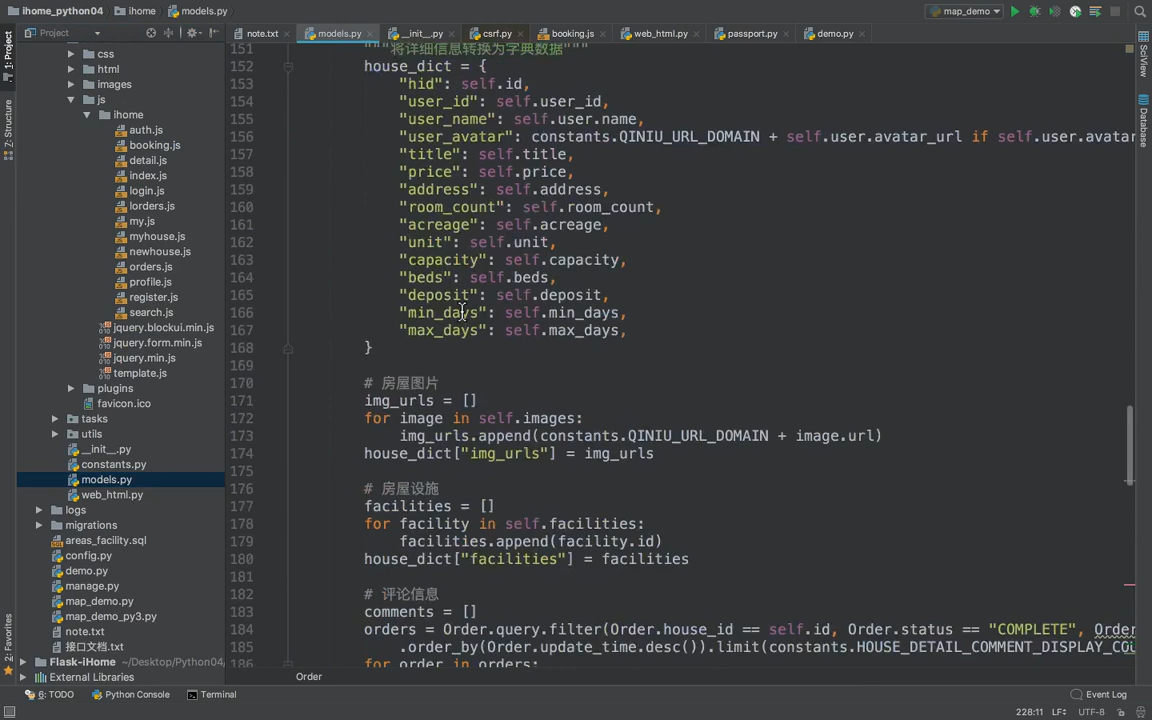 ihome_python04 ihome models.py
map_demo
Project
note.txt models.py __init__.py csrf.py booking.js web_html.py passport.py demo.py
1: Project
Z: Structure
2: Favorites
SciView
Database
css
html
images
js
ihome
auth.js
booking.js
detail.js
index.js
login.js
lorders.js
my.js
myhouse.js
newhouse.js
orders.js
profile.js
register.js
search.js
jquery.blockui.min.js
jquery.form.min.js
jquery.min.js
template.js
plugins
favicon.ico
tasks
utils
__init__.py
constants.py
models.py
web_html.py
logs
migrations
areas_facility.sql
config.py
demo.py
manage.py
map_demo.py
map_demo_py3.py
note.txt
接口文档.txt
Flask-iHome ~/Desktop/Python04/
External Libraries
151 """将详细信息转换为字典数据"""
152 house_dict = {
153 "hid": self.id,
154 "user_id": self.user_id,
155 "user_name": self.user.name,
156 "user_avatar": constants.QINIU_URL_DOMAIN + self.user.avatar_url if self.user.avatar
157 "title": self.title,
158 "price": self.price,
159 "address": self.address,
160 "room_count": self.room_count,
161 "acreage": self.acreage,
162 "unit": self.unit,
163 "capacity": self.capacity,
164 "beds": self.beds,
165 "deposit": self.deposit,
166 "min_days": self.min_days,
167 "max_days": self.max_days,
168 }
169
170 # 房屋图片
171 img_urls = []
172 for image in self.images:
173 img_urls.append(constants.QINIU_URL_DOMAIN + image.url)
174 house_dict["img_urls"] = img_urls
175
176 # 房屋设施
177 facilities = []
178 for facility in self.facilities:
179 facilities.append(facility.id)
180 house_dict["facilities"] = facilities
181
182 # 评论信息
183 comments = []
184 orders = Order.query.filter(Order.house_id == self.id, Order.status == "COMPLETE", Order
185 .order_by(Order.update_time.desc()).limit(constants.HOUSE_DETAIL_COMMENT_DISPLAY_COU
186 for order in orders:
Order
6: TODO Python Console Terminal Event Log
228:11 LF UTF-8